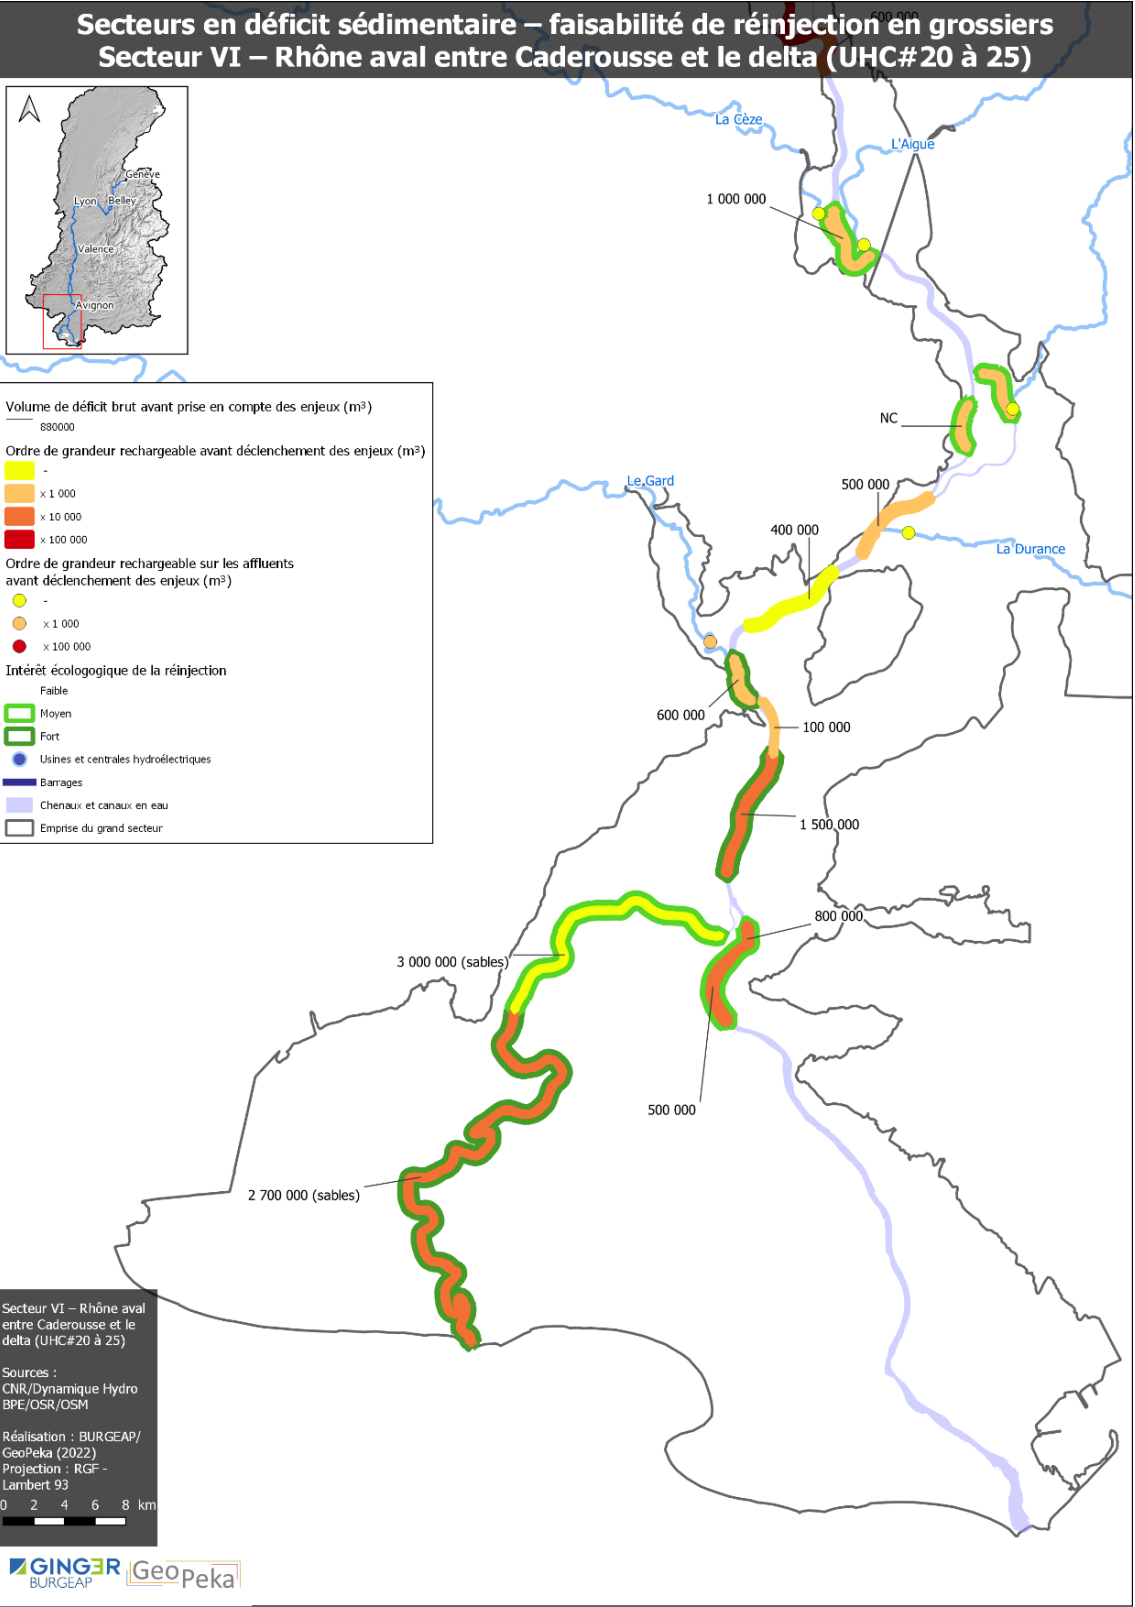 600 000
Secteurs en déficit sédimentaire – faisabilité de réinjection en grossiers
Secteur VI – Rhône aval entre Caderousse et le delta (UHC#20 à 25)
Genève
Lyon
Belley
Valence
Avignon
La Cèze
L'Aigue
1 000 000
Volume de déficit brut avant prise en compte des enjeux (m³)
880000
Ordre de grandeur rechargeable avant déclenchement des enjeux (m³)
-
x 1 000
x 10 000
x 100 000
Ordre de grandeur rechargeable sur les affluents
avant déclenchement des enjeux (m³)
-
x 1 000
x 100 000
Intérêt écologogique de la réinjection
Faible
Moyen
Fort
Usines et centrales hydroélectriques
Barrages
Chenaux et canaux en eau
Emprise du grand secteur
NC
Le Gard
500 000
400 000
La Durance
600 000
100 000
1 500 000
800 000
3 000 000 (sables)
500 000
2 700 000 (sables)
Secteur VI – Rhône aval
entre Caderousse et le
delta (UHC#20 à 25)
Sources :
CNR/Dynamique Hydro
BPE/OSR/OSM
Réalisation : BURGEAP/
GeoPeka (2022)
Projection : RGF -
Lambert 93
0 2 4 6 8 km
GINGER
BURGEAP
Geo Peka